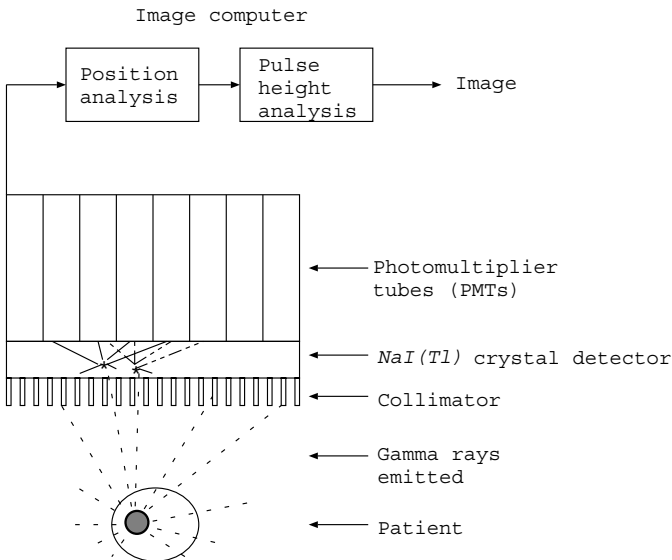 Image computer
Position
analysis
Pulse
height
analysis
Image
Photomultiplier
tubes (PMTs)
NaI(Tl) crystal detector
Collimator
Gamma rays
emitted
Patient